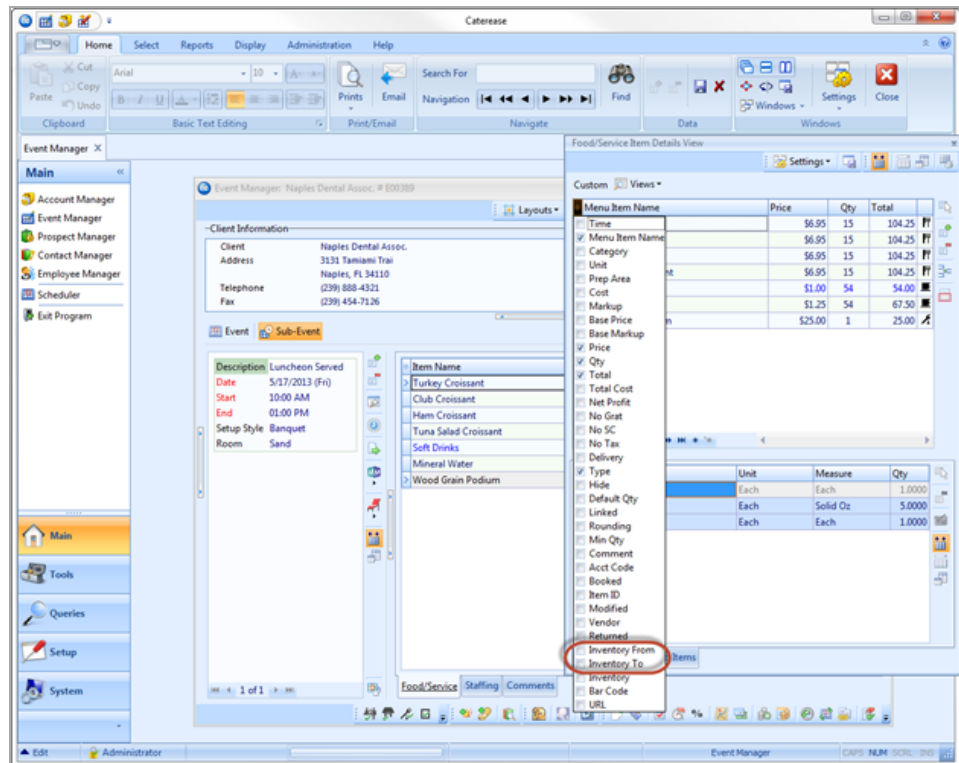 Caterease
Home Select Reports Display Administration Help
Cut
Copy
Paste
Undo
Arial
10
Prints
Email
Search For
Navigation
Find
Windows
Settings
Close
Clipboard
Basic Text Editing
Print/Email
Navigate
Data
Windows
Event Manager X
Main
Account Manager
Event Manager
Prospect Manager
Contact Manager
Employee Manager
Scheduler
Exit Program
Main
Tools
Queries
Setup
System
Event Manager: Naples Dental Assoc. # E00389
Layouts
Client Information
Client Naples Dental Assoc.
Address 3131 Tamiami Trai
Naples, FL 34110
Telephone (239) 888-4321
Fax (239) 454-7126
Event Sub-Event
Description Luncheon Served
Date 5/17/2013 (Fri)
Start 10:00 AM
End 01:00 PM
Setup Style Banquet
Room Sand
1 of 1
Item Name
Turkey Croissant
Club Croissant
Ham Croissant
Tuna Salad Croissant
Soft Drinks
Mineral Water
Wood Grain Podium
Food/Service Staffing Comments
Food/Service Item Details View
Settings
Custom Views
Menu Item Name Price Qty Total
$6.95 15 104.25
$6.95 15 104.25
$6.95 15 104.25
$6.95 15 104.25
$1.00 54 54.00
$1.25 54 67.50
$25.00 1 25.00
Time
Menu Item Name
Category
Unit
Prep Area
Cost
Markup
Base Price
Base Markup
Price
Qty
Total
Total Cost
Net Profit
No Grat
No SC
No Tax
Delivery
Type
Hide
Default Qty
Linked
Rounding
Min Qty
Comment
Acct Code
Booked
Item ID
Modified
Vendor
Returned
Inventory From
Inventory To
Inventory
Bar Code
URL
Unit Measure Qty
Each Each 1.0000
Each Solid Oz 5.0000
Each Each 1.0000
Items
Edit Administrator Event Manager CAPS NUM SCRL INS